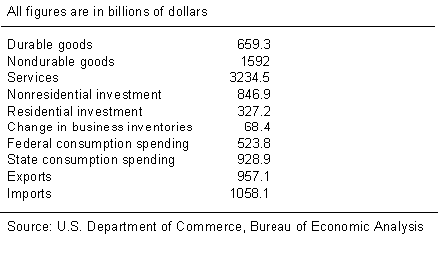 All figures are in billions of dollars
Durable goods 659.3
Nondurable goods 1592
Services 3234.5
Nonresidential investment 846.9
Residential investment 327.2
Change in business inventories 68.4
Federal consumption spending 523.8
State consumption spending 928.9
Exports 957.1
Imports 1058.1
Source: U.S. Department of Commerce, Bureau of Economic Analysis